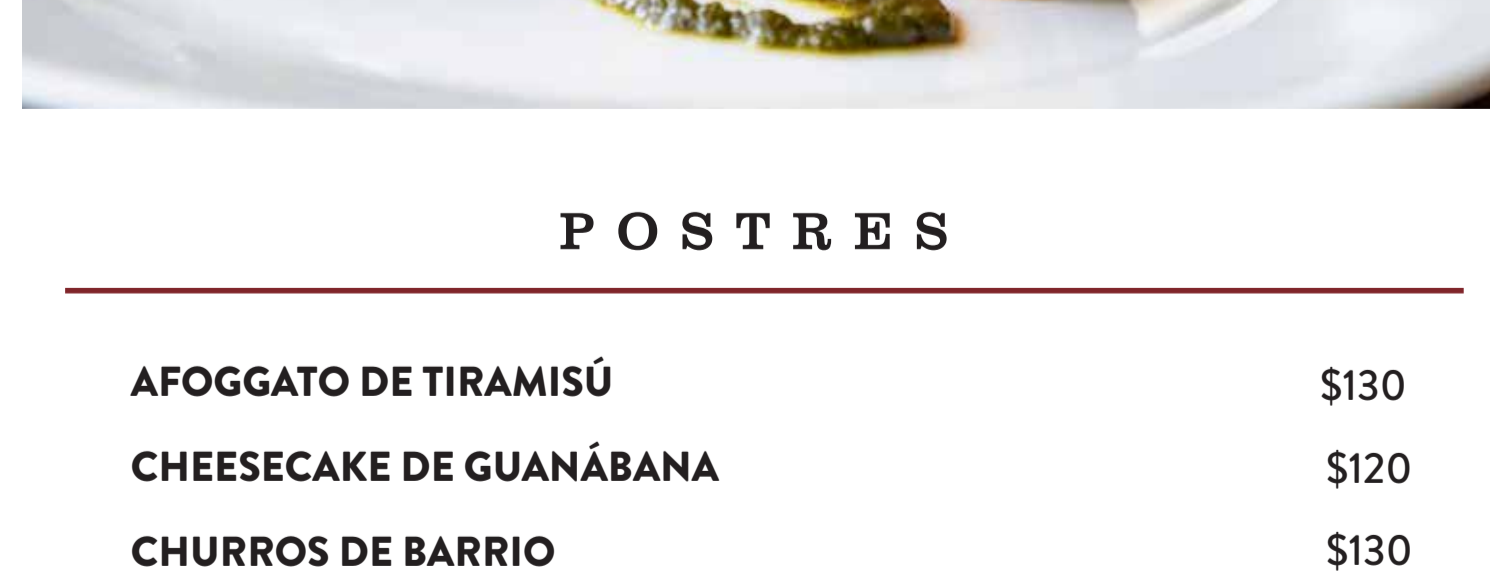 POSTRES
AFOGGATO DE TIRAMISÚ $130
CHEESECAKE DE GUANÁBANA $120
CHURROS DE BARRIO $130